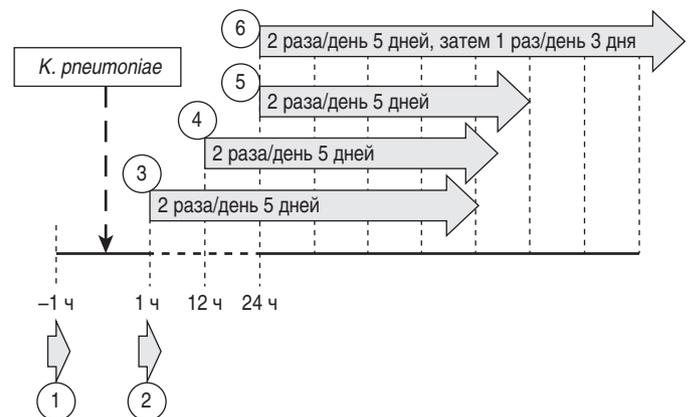 6
2 раза/день 5 дней, затем 1 раз/день 3 дня
K. pneumoniae
5
2 раза/день 5 дней
4
2 раза/день 5 дней
3
2 раза/день 5 дней
–1 ч 1 ч 12 ч 24 ч
1 2